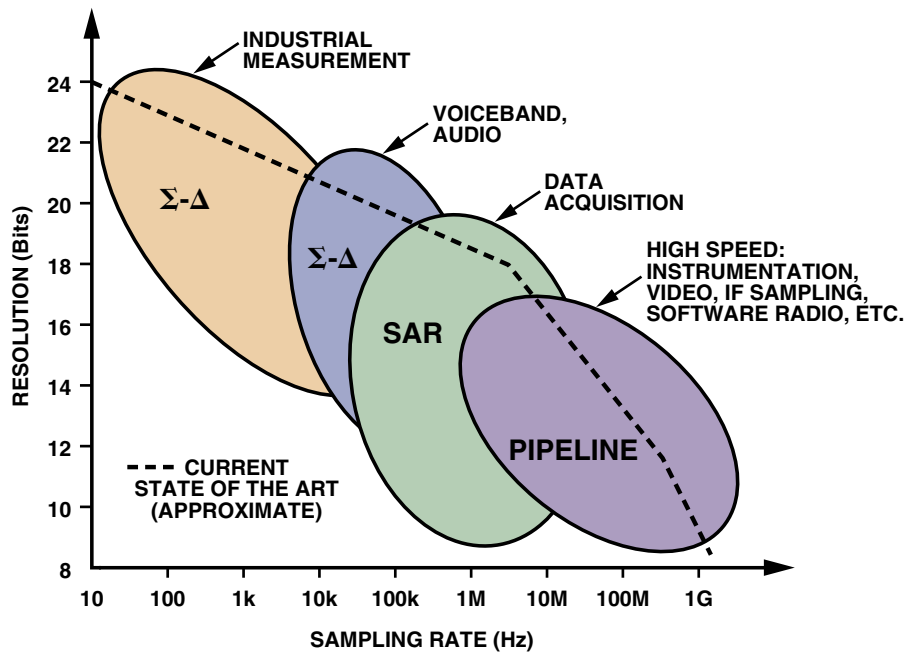 INDUSTRIAL
MEASUREMENT
VOICEBAND,
AUDIO
DATA
ACQUISITION
HIGH SPEED:
INSTRUMENTATION,
VIDEO, IF SAMPLING,
SOFTWARE RADIO, ETC.
RESOLUTION (Bits)
24
22
20
18
16
14
12
10
8
Σ-Δ
Σ-Δ
SAR
PIPELINE
CURRENT
STATE OF THE ART
(APPROXIMATE)
10 100 1k 10k 100k 1M 10M 100M 1G
SAMPLING RATE (Hz)